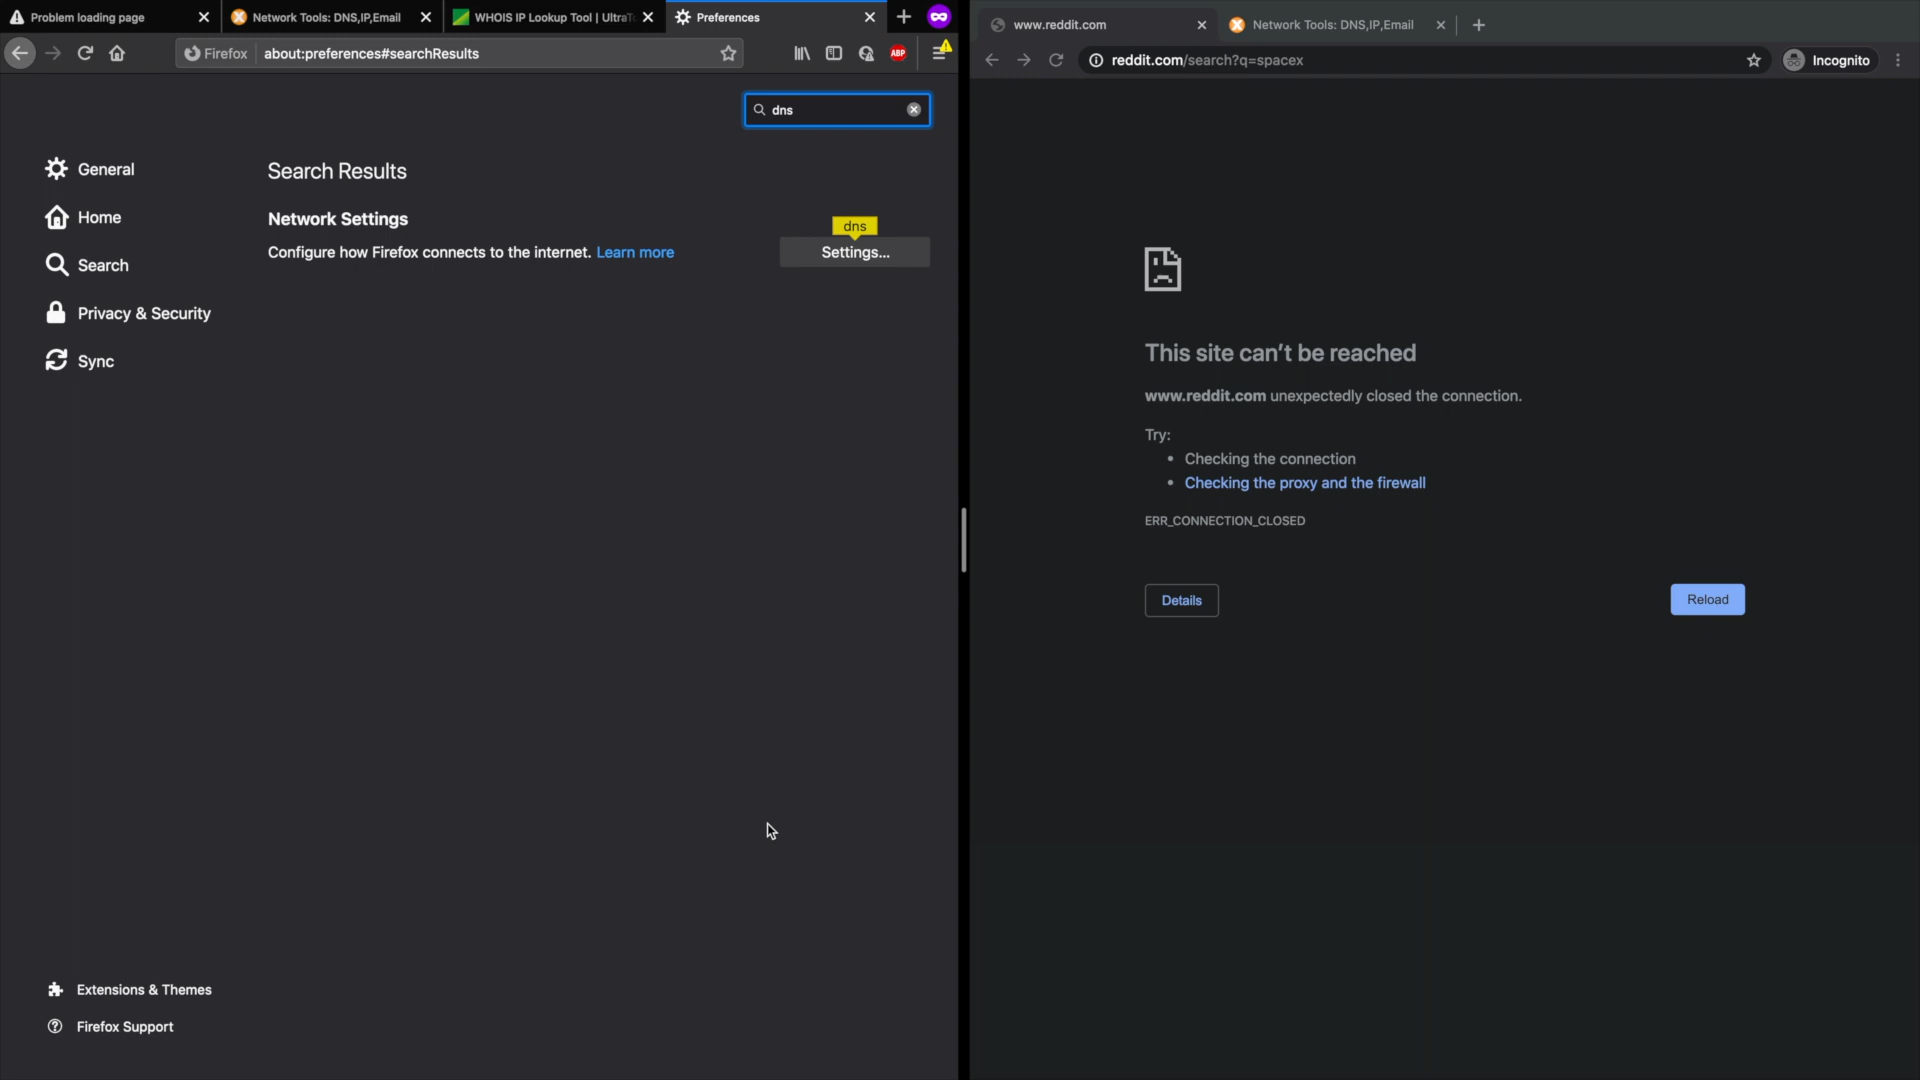 Problem loading page
Network Tools: DNS,IP,Email
WHOIS IP Lookup Tool | UltraT
Preferences
Firefox
about:preferences#searchResults
ABP
dns
General
Home
Search
Privacy & Security
Sync
Search Results
Network Settings
Configure how Firefox connects to the internet. Learn more
dns
Settings...
Extensions & Themes
Firefox Support
www.reddit.com
Network Tools: DNS,IP,Email
reddit.com/search?q=spacex
Incognito
This site can't be reached
www.reddit.com unexpectedly closed the connection.
Try:
• Checking the connection
• Checking the proxy and the firewall
ERR_CONNECTION_CLOSED
Details
Reload